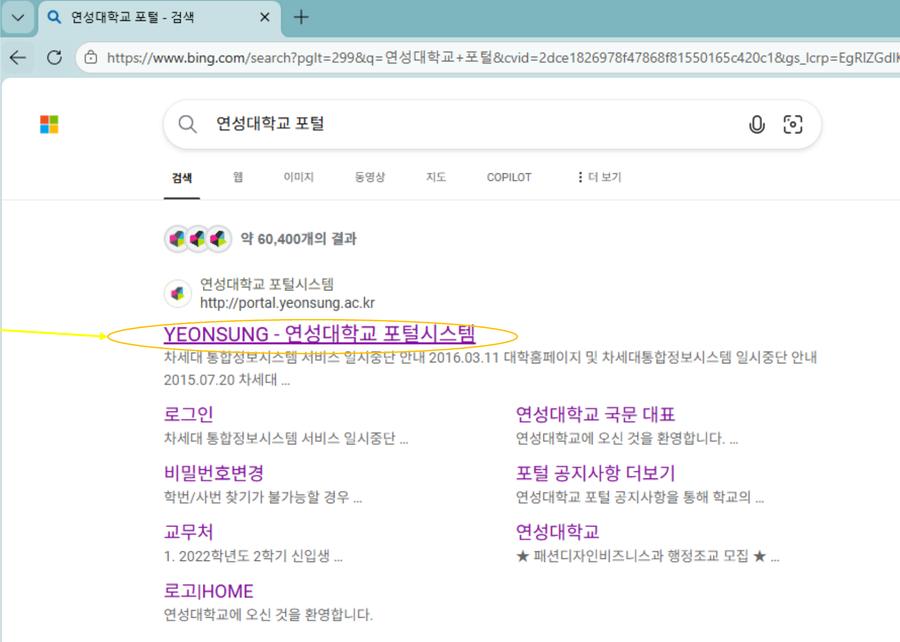 연성대학교 포털 - 검색
https://www.bing.com/search?pglt=299&q=연성대학교+포털&cvid=2dce1826978f47868f81550165c420c1&gs_lcrp=EgRlZGdlK
연성대학교 포털
검색 웹 이미지 동영상 지도 COPILOT 더 보기
약 60,400개의 결과
연성대학교 포털시스템
http://portal.yeonsung.ac.kr
YEONSUNG - 연성대학교 포털시스템
차세대 통합정보시스템 서비스 일시중단 안내 2016.03.11 대학홈페이지 및 차세대통합정보시스템 일시중단 안내
2015.07.20 차세대 ...
로그인
차세대 통합정보시스템 서비스 일시중단 ...
연성대학교 국문 대표
연성대학교에 오신 것을 환영합니다. ...
비밀번호변경
학번/사번 찾기가 불가능할 경우 ...
포털 공지사항 더보기
연성대학교 포털 공지사항을 통해 학교의 ...
교무처
1. 2022학년도 2학기 신입생 ...
연성대학교
★ 패션디자인비즈니스과 행정조교 모집 ★ ...
로고|HOME
연성대학교에 오신 것을 환영합니다.